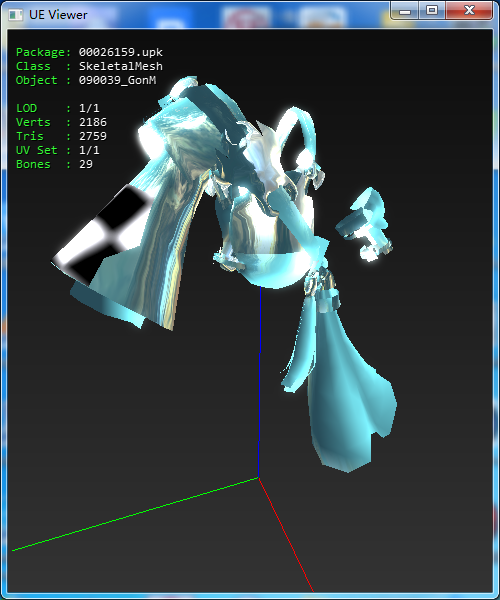 UE Viewer
Package: 00026159.upk
Class  : SkeletalMesh
Object : 090039_GonM
LOD    : 1/1
Verts  : 2186
Tris   : 2759
UV Set : 1/1
Bones  : 29